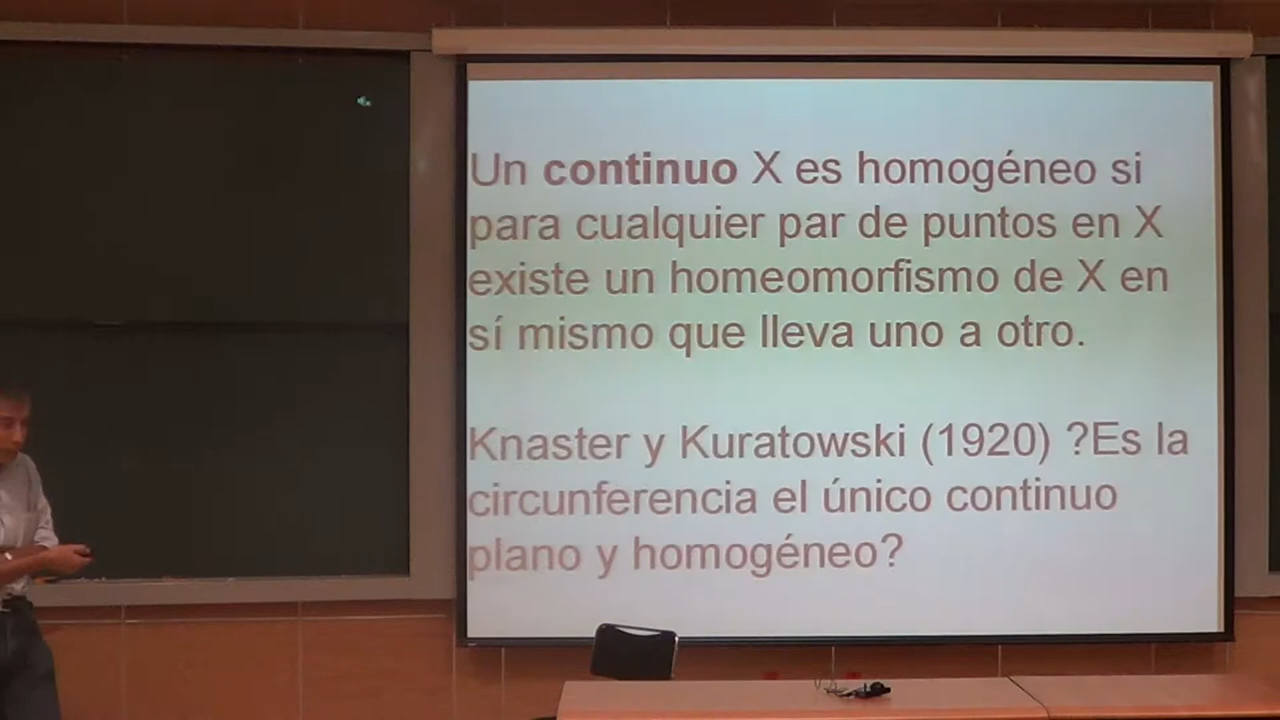 Un continuo X es homogéneo si
para cualquier par de puntos en X
existe un homeomorfismo de X en
sí mismo que lleva uno a otro.
Knaster y Kuratowski (1920) ?Es la
circunferencia el único continuo
plano y homogéneo?